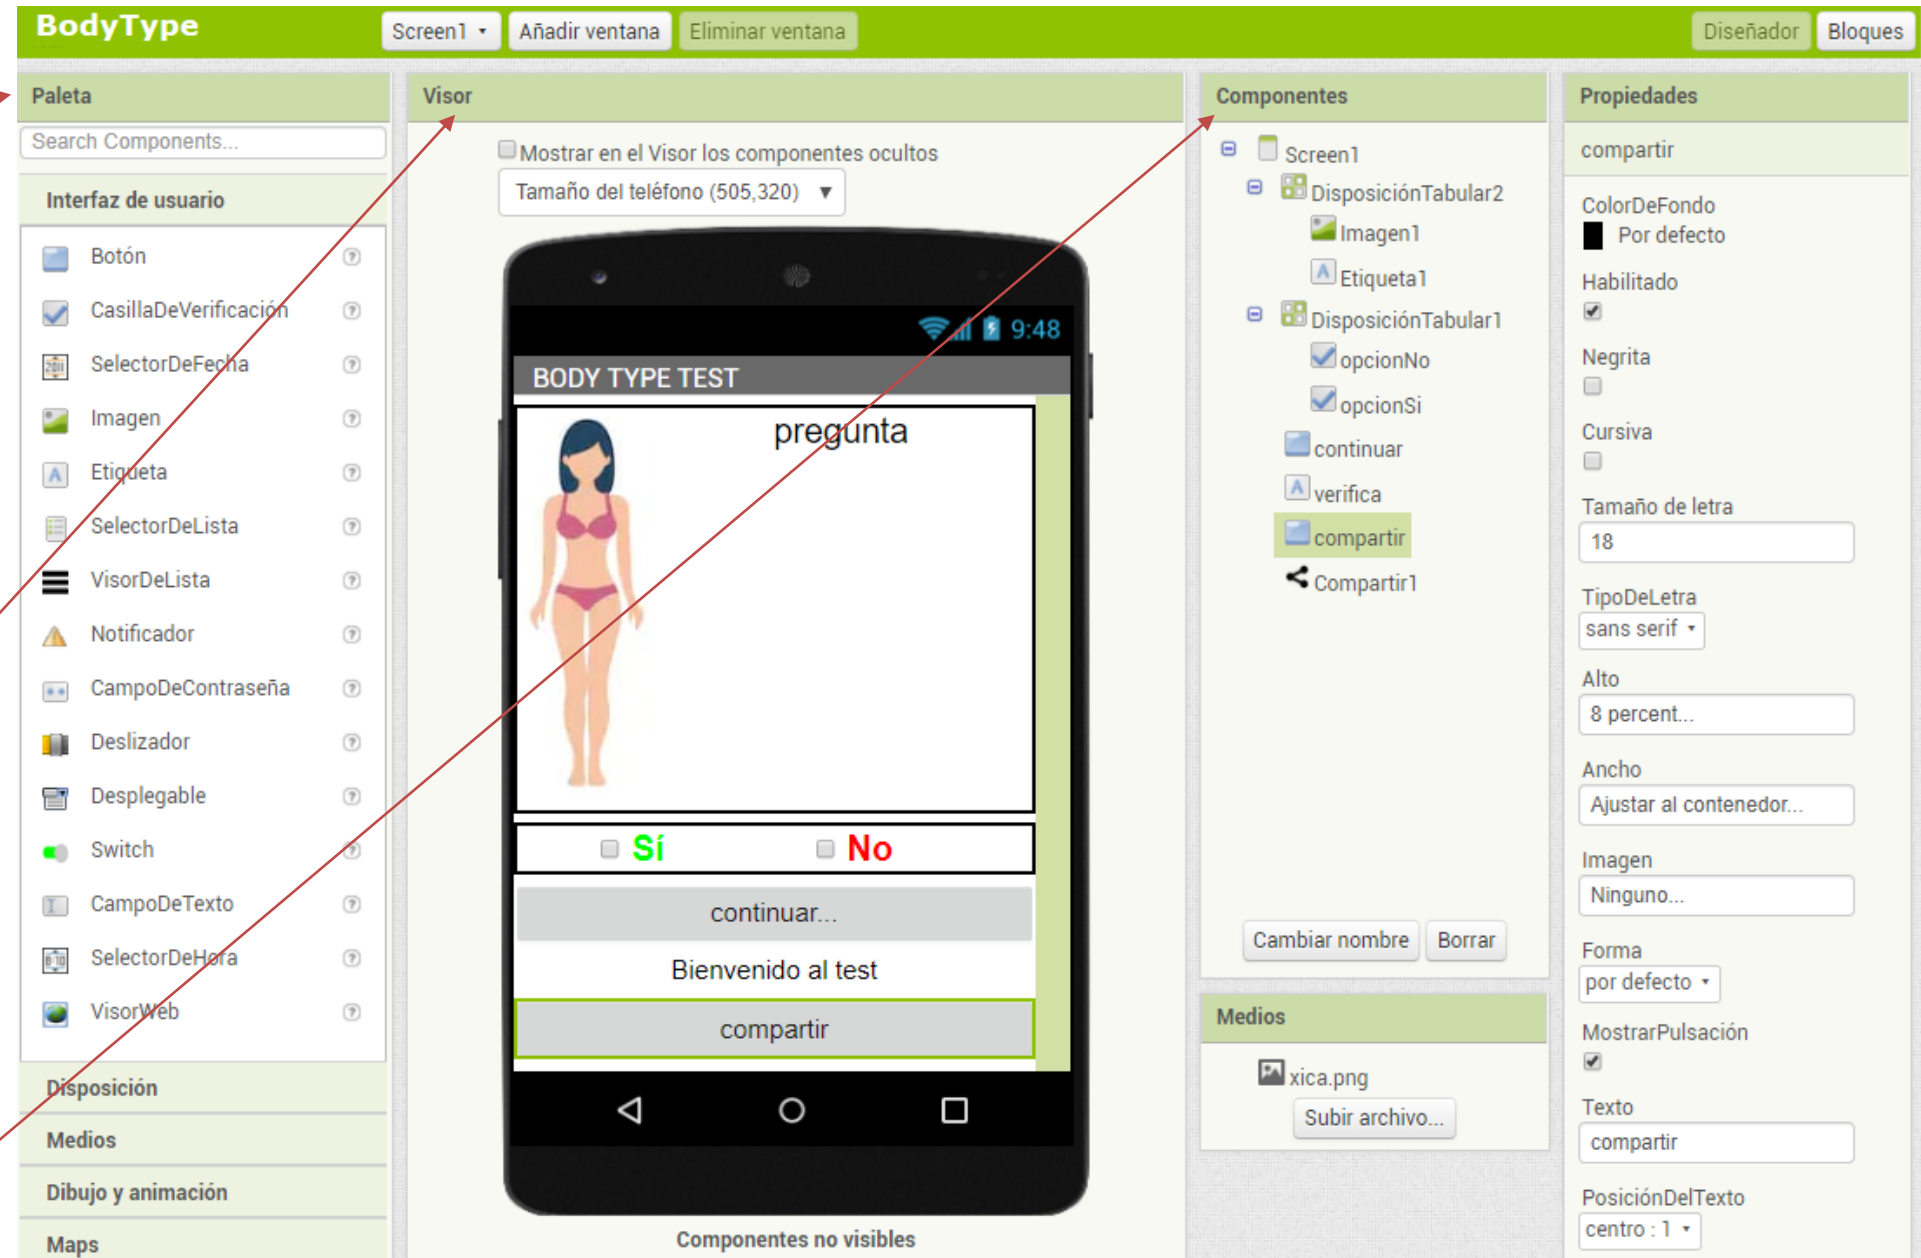 BodyType
Screen1
Añadir ventana
Eliminar ventana
Diseñador
Bloques
Paleta
Search Components...
Interfaz de usuario
Botón
CasillaDeVerificación
SelectorDeFecha
Imagen
Etiqueta
SelectorDeLista
VisorDeLista
Notificador
CampoDeContraseña
Deslizador
Desplegable
Switch
CampoDeTexto
SelectorDeHora
VisorWeb
Disposición
Medios
Dibujo y animación
Maps
Visor
Mostrar en el Visor los componentes ocultos
Tamaño del teléfono (505,320)
9:48
BODY TYPE TEST
pregunta
Sí
No
continuar...
Bienvenido al test
compartir
Componentes no visibles
Componentes
Screen1
DisposiciónTabular2
Imagen1
Etiqueta1
DisposiciónTabular1
opcionNo
opcionSi
continuar
verifica
compartir
Compartir1
Cambiar nombre
Borrar
Medios
xica.png
Subir archivo...
Propiedades
compartir
ColorDeFondo
Por defecto
Habilitado
Negrita
Cursiva
Tamaño de letra
18
TipoDeLetra
sans serif
Alto
8 percent...
Ancho
Ajustar al contenedor...
Imagen
Ninguno...
Forma
por defecto
MostrarPulsación
Texto
compartir
PosiciónDelTexto
centro : 1